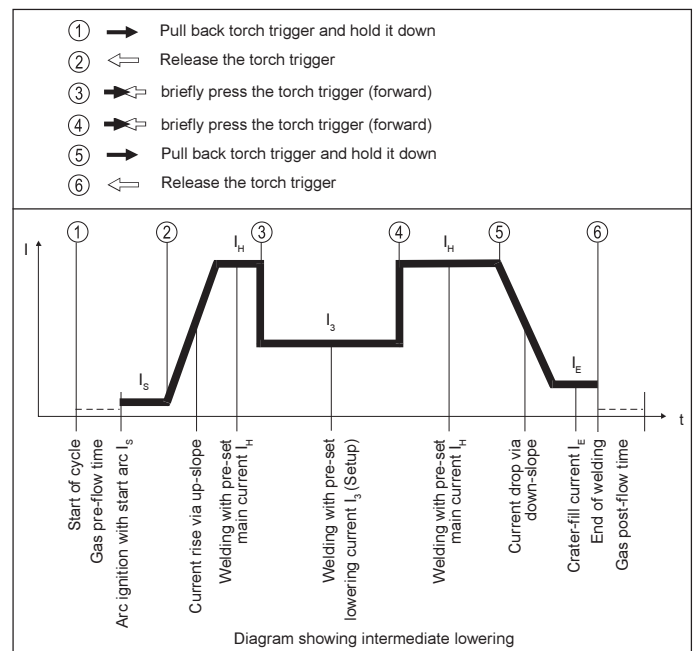 ① Pull back torch trigger and hold it down
② Release the torch trigger
③ briefly press the torch trigger (forward)
④ briefly press the torch trigger (forward)
⑤ Pull back torch trigger and hold it down
⑥ Release the torch trigger
① ② ③ ④ ⑤ ⑥
I
I_S
I_H
I_3
I_H
I_E
t
Start of cycle
Gas pre-flow time
Arc ignition with start arc I_S
Current rise via up-slope
Welding with pre-set
main current I_H
Welding with pre-set
lowering current I_3 (Setup)
Welding with pre-set
main current I_H
Current drop via
down-slope
Crater-fill current I_E
End of welding
Gas post-flow time
Diagram showing intermediate lowering